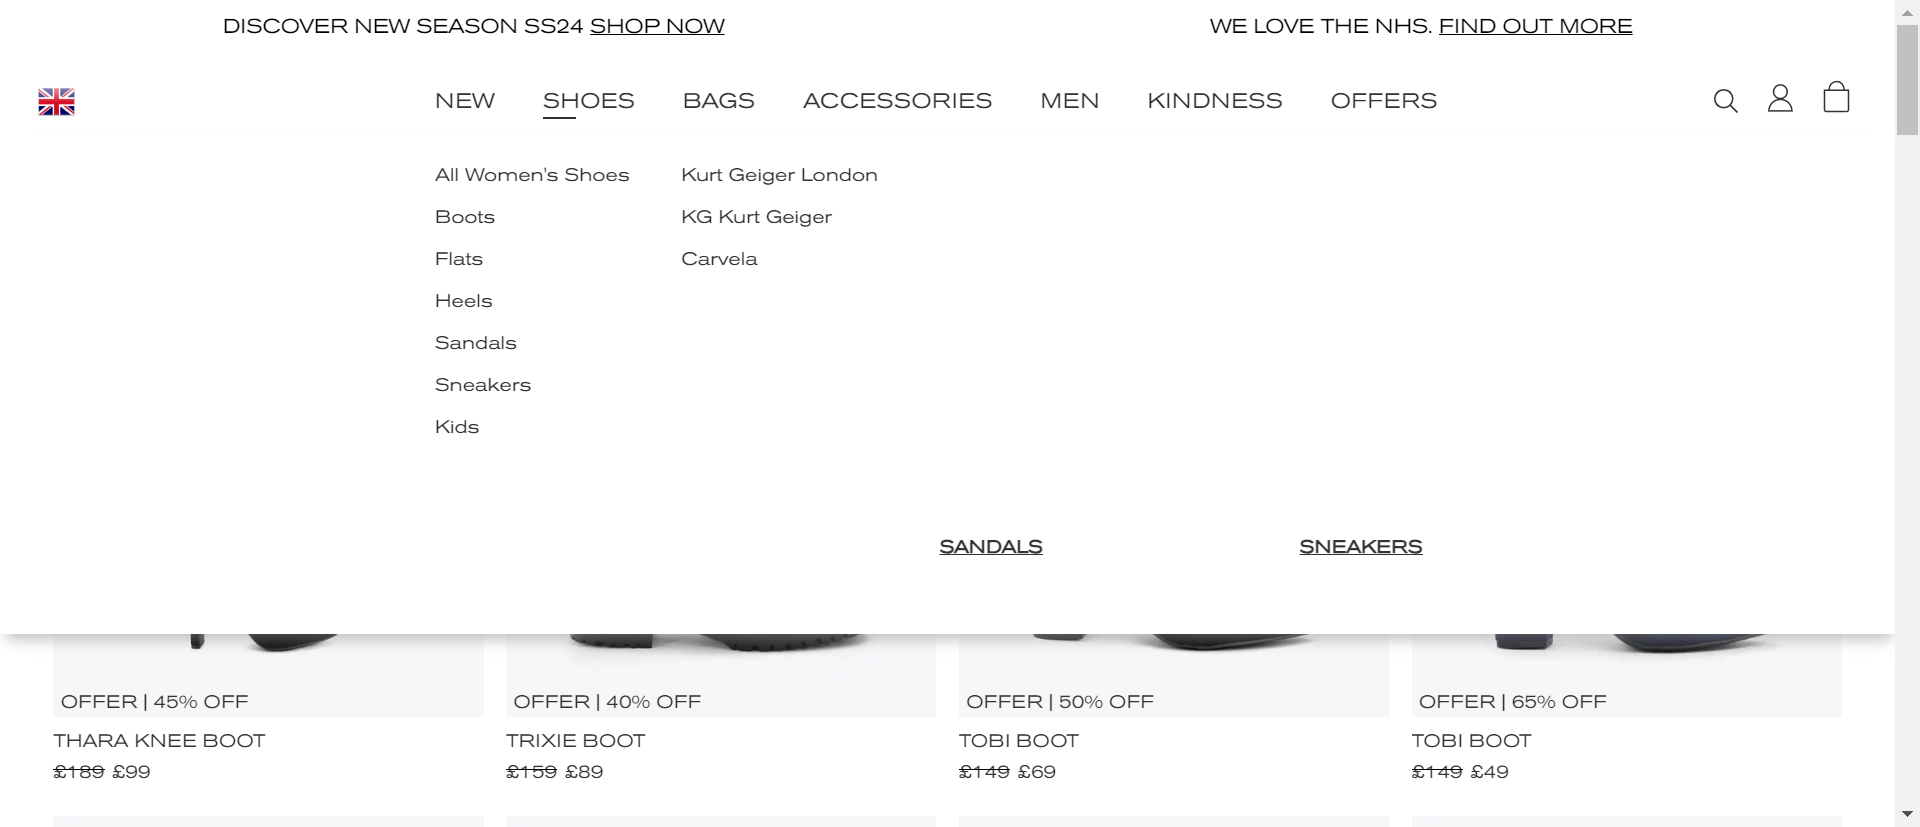 DISCOVER NEW SEASON SS24 SHOP NOW
WE LOVE THE NHS. FIND OUT MORE
NEW SHOES BAGS ACCESSORIES MEN KINDNESS OFFERS
All Women's Shoes
Boots
Flats
Heels
Sandals
Sneakers
Kids
Kurt Geiger London
KG Kurt Geiger
Carvela
SANDALS
SNEAKERS
OFFER | 45% OFF
THARA KNEE BOOT
£189 £99
OFFER | 40% OFF
TRIXIE BOOT
£159 £89
OFFER | 50% OFF
TOBI BOOT
£149 £69
OFFER | 65% OFF
TOBI BOOT
£149 £49